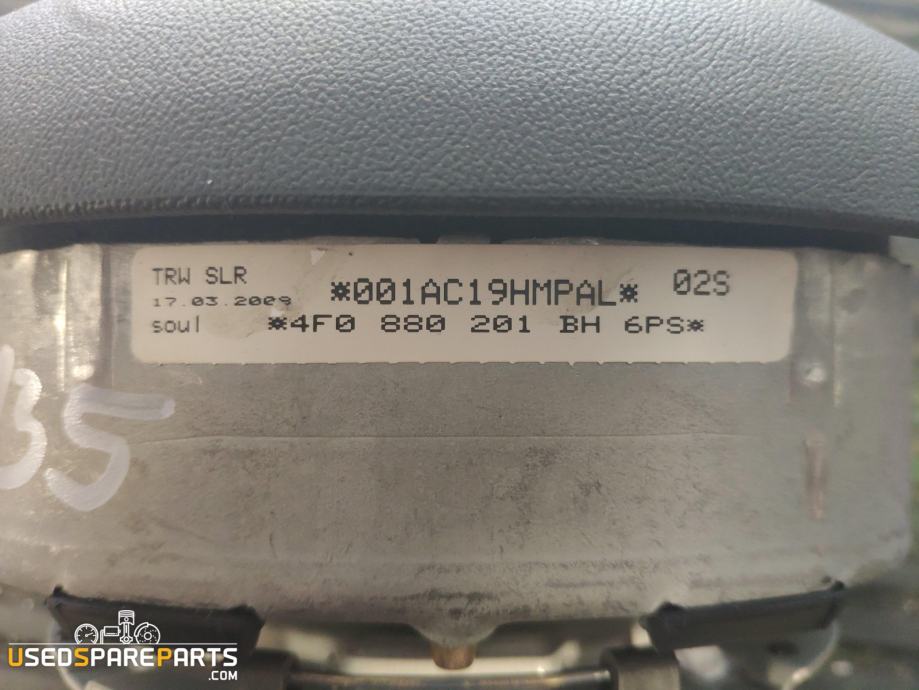 TRW SLR
17.03.2009
soul
*001AC19HMPAL*
02S
*4F0 880 201 BH 6PS*
35
USEDSPAREPARTS
.COM